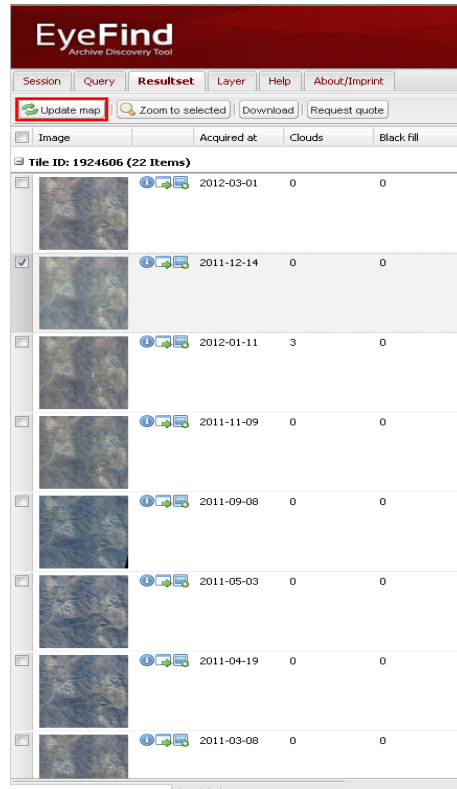 EyeFind
Archive Discovery Tool
Session Query Resultset Layer Help About/Imprint
Update map Zoom to selected Download Request quote
Image Acquired at Clouds Black fill
Tile ID: 1924606 (22 Items)
2012-03-01 0 0
2011-12-14 0 0
2012-01-11 3 0
2011-11-09 0 0
2011-09-08 0 0
2011-05-03 0 0
2011-04-19 0 0
2011-03-08 0 0